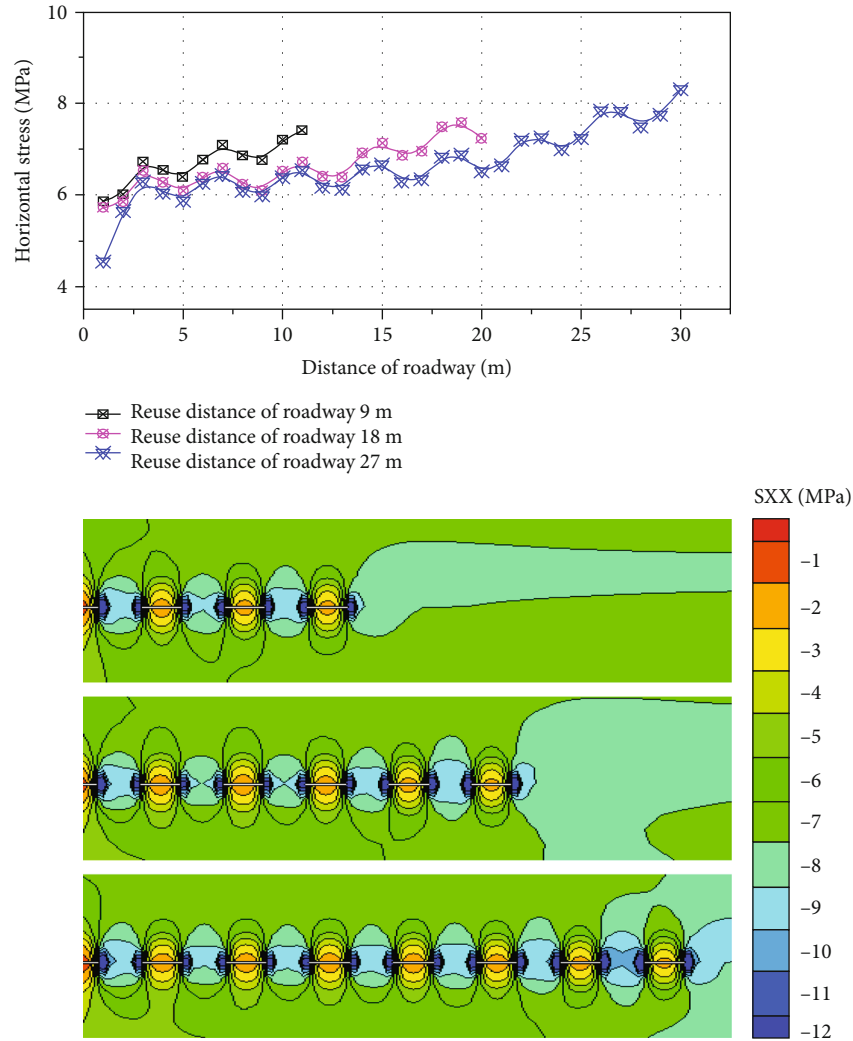 10
8
6
4
Horizontal stress (MPa)
0 5 10 15 20 25 30
Distance of roadway (m)
Reuse distance of roadway 9 m
Reuse distance of roadway 18 m
Reuse distance of roadway 27 m
SXX (MPa)
–1
–2
–3
–4
–5
–6
–7
–8
–9
–10
–11
–12